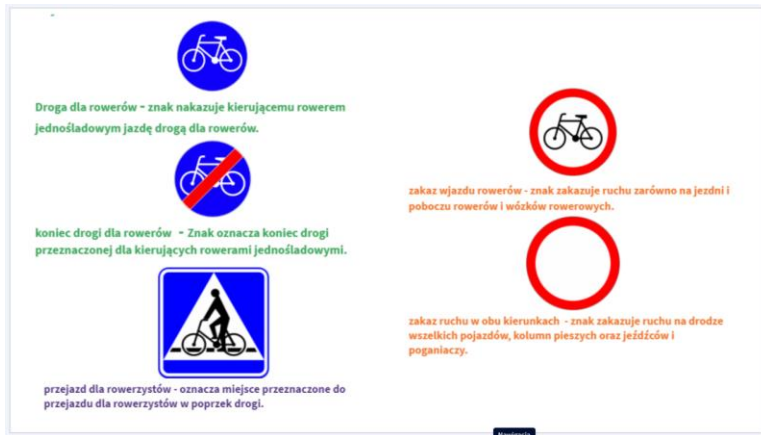 Droga dla rowerów - znak nakazuje kierującemu rowerem
jednośladowym jazdę drogą dla rowerów.
koniec drogi dla rowerów - Znak oznacza koniec drogi
przeznaczonej dla kierujących rowerami jednośladowymi.
przejazd dla rowerzystów - oznacza miejsce przeznaczone do
przejazdu dla rowerzystów w poprzek drogi.
zakaz wjazdu rowerów - znak zakazuje ruchu zarówno na jezdni i
poboczu rowerów i wózków rowerowych.
zakaz ruchu w obu kierunkach - znak zakazuje ruchu na drodze
wszelkich pojazdów, kolumn pieszych oraz jeźdźców i
poganiaczy.